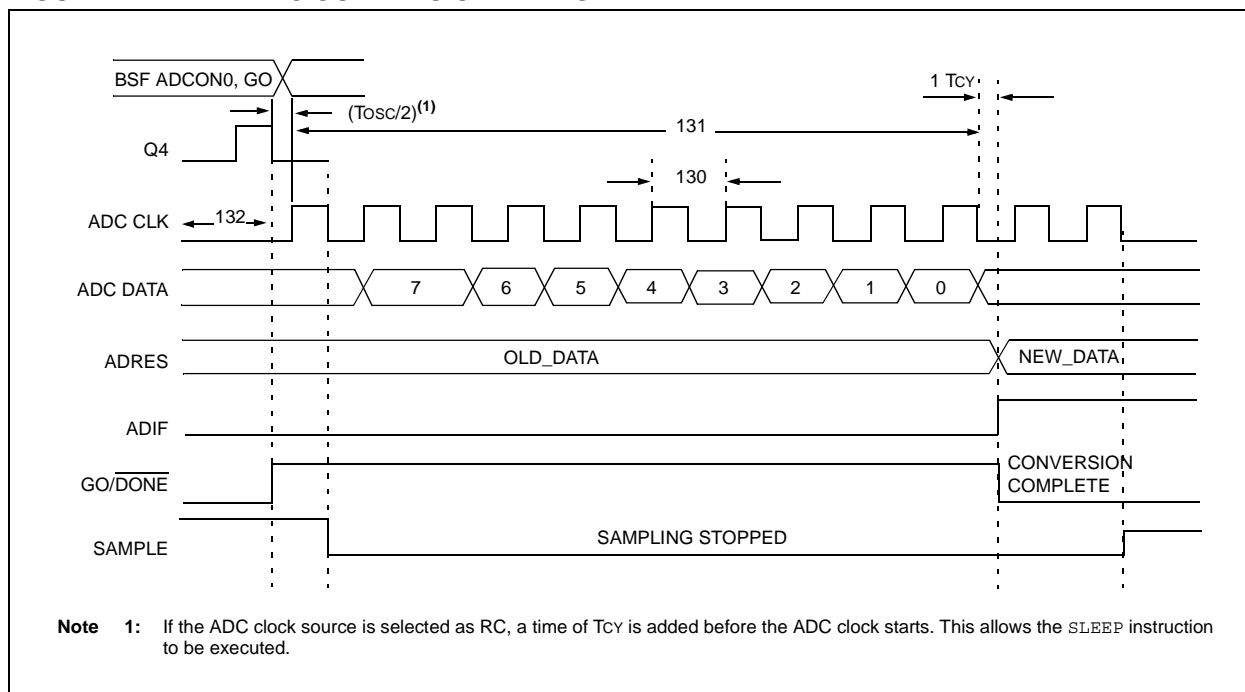 BSF ADCON0, GO
1 TCY
(TOSC/2)(1)
131
Q4
130
ADC CLK
132
ADC DATA
7 6 5 4 3 2 1 0
ADRES
OLD_DATA
NEW_DATA
ADIF
GO/DONE
CONVERSION
COMPLETE
SAMPLE
SAMPLING STOPPED
Note 1: If the ADC clock source is selected as RC, a time of TCY is added before the ADC clock starts. This allows the SLEEP instruction
to be executed.